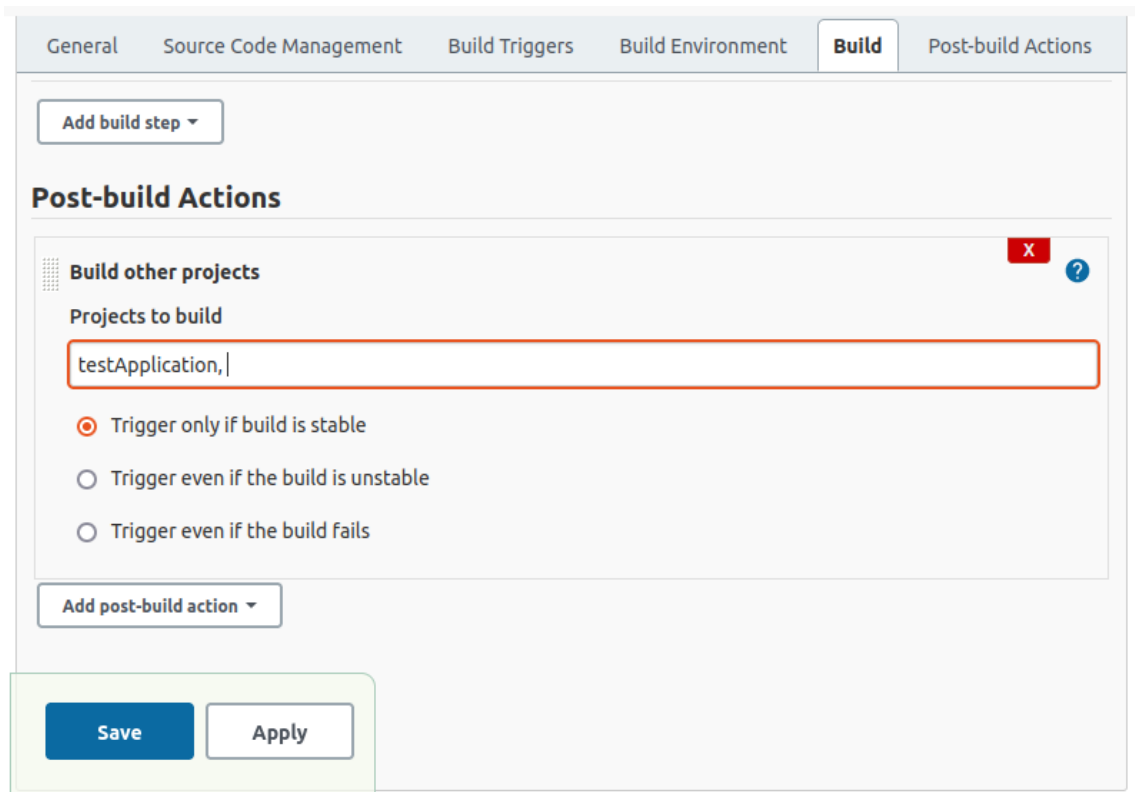 General Source Code Management Build Triggers Build Environment Build Post-build Actions
Add build step
Post-build Actions
X
Build other projects ?
Projects to build
testApplication,
Trigger only if build is stable
Trigger even if the build is unstable
Trigger even if the build fails
Add post-build action
Save Apply